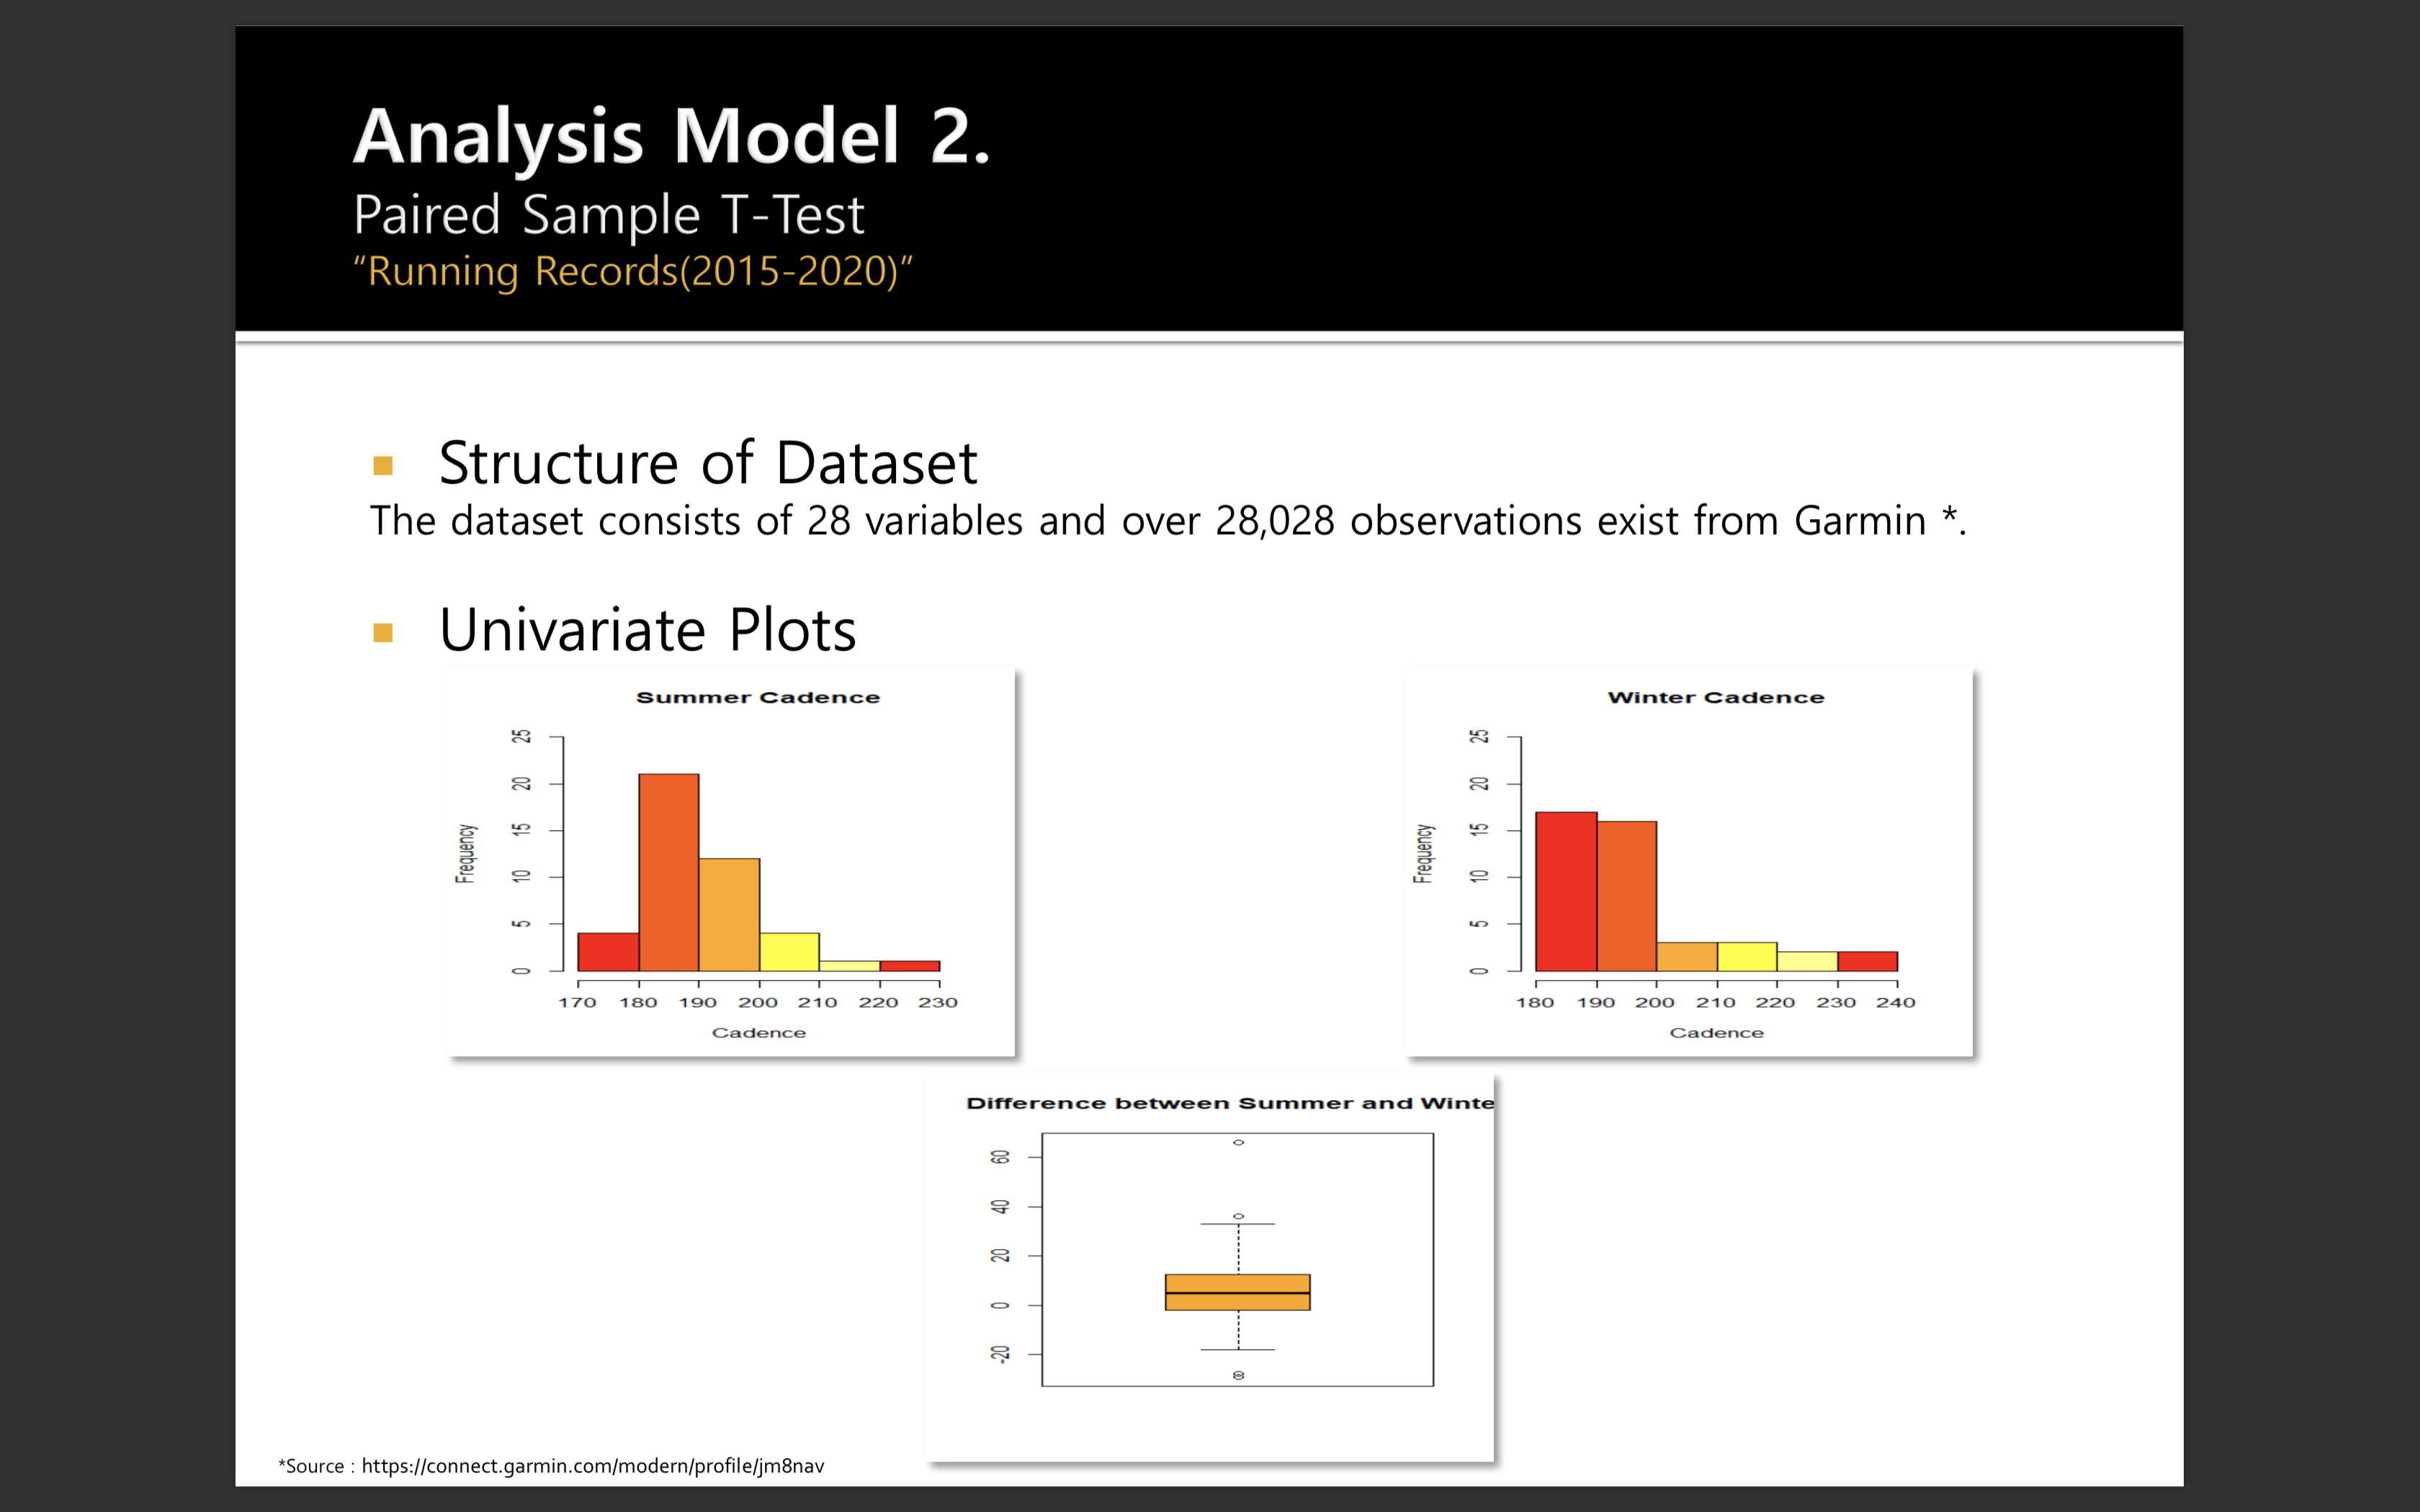 Analysis Model 2.
Paired Sample T-Test
“Running Records(2015-2020)”
Structure of Dataset
The dataset consists of 28 variables and over 28,028 observations exist from Garmin *.
Univariate Plots
Summer Cadence
Frequency
25
20
15
10
5
0
170 180 190 200 210 220 230
Cadence
Winter Cadence
Frequency
25
20
15
10
5
0
180 190 200 210 220 230 240
Cadence
Difference between Summer and Winte
60
40
20
0
-20
*Source : https://connect.garmin.com/modern/profile/jm8nav